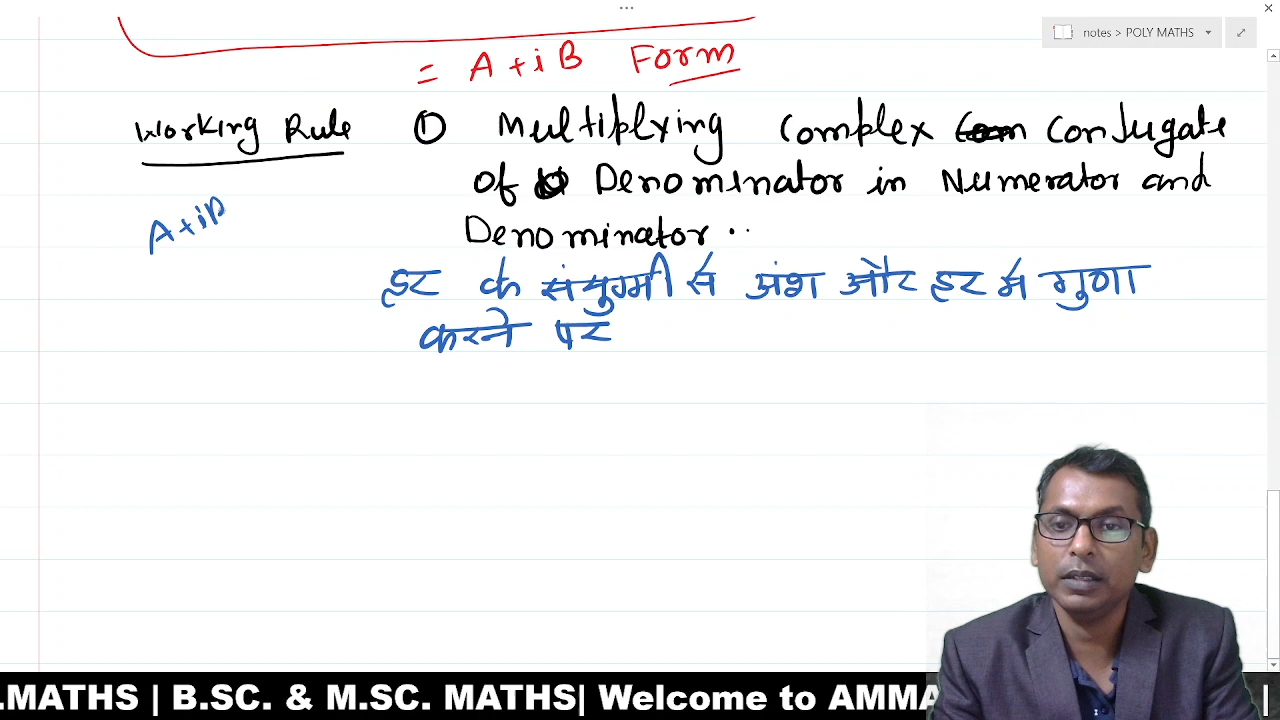 notes > POLY MATHS
= A + i B Form
Working Rule ① Multiplying Complex Conjugate
of Denominator in Numerator and
A+iB
Denominator ..
हर के संयुग्मी से अंश और हर में गुणा
करने पर
.MATHS | B.SC. & M.SC. MATHS| Welcome to AMMA